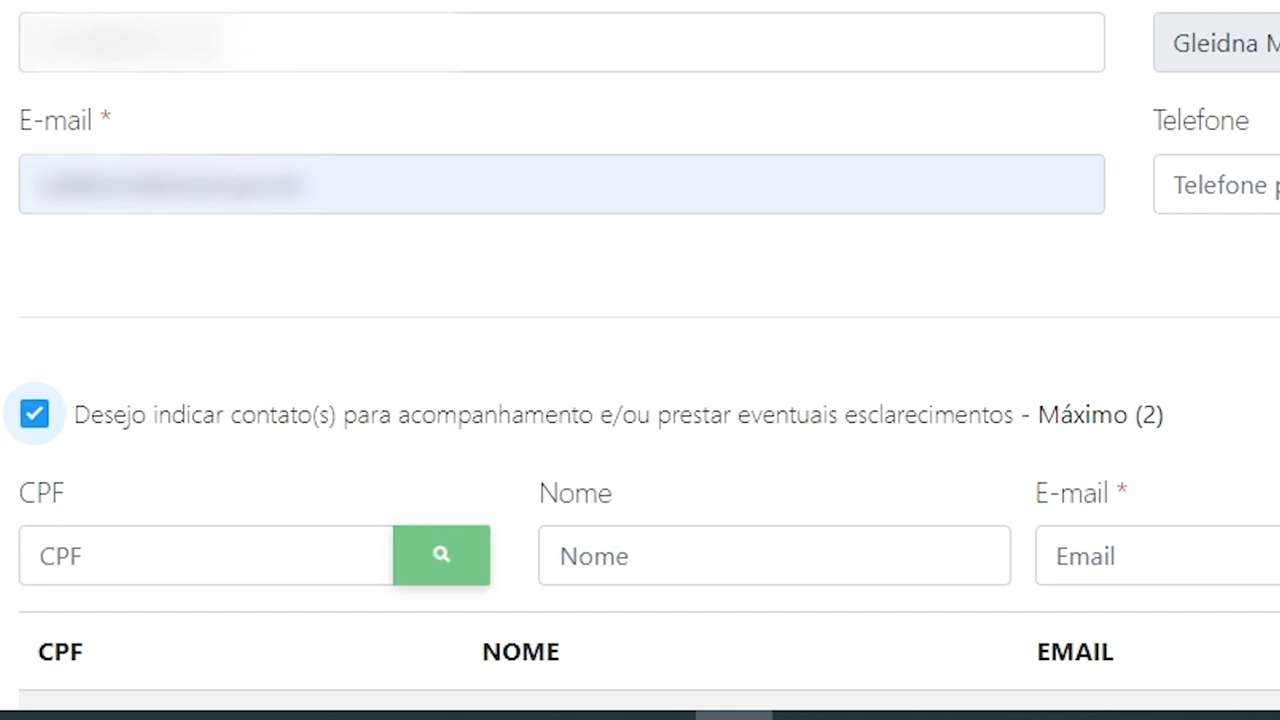 Gleidna M
E-mail *
Telefone
Telefone p
Desejo indicar contato(s) para acompanhamento e/ou prestar eventuais esclarecimentos - Máximo (2)
CPF
Nome
E-mail *
CPF
Nome
Email
CPF
NOME
EMAIL